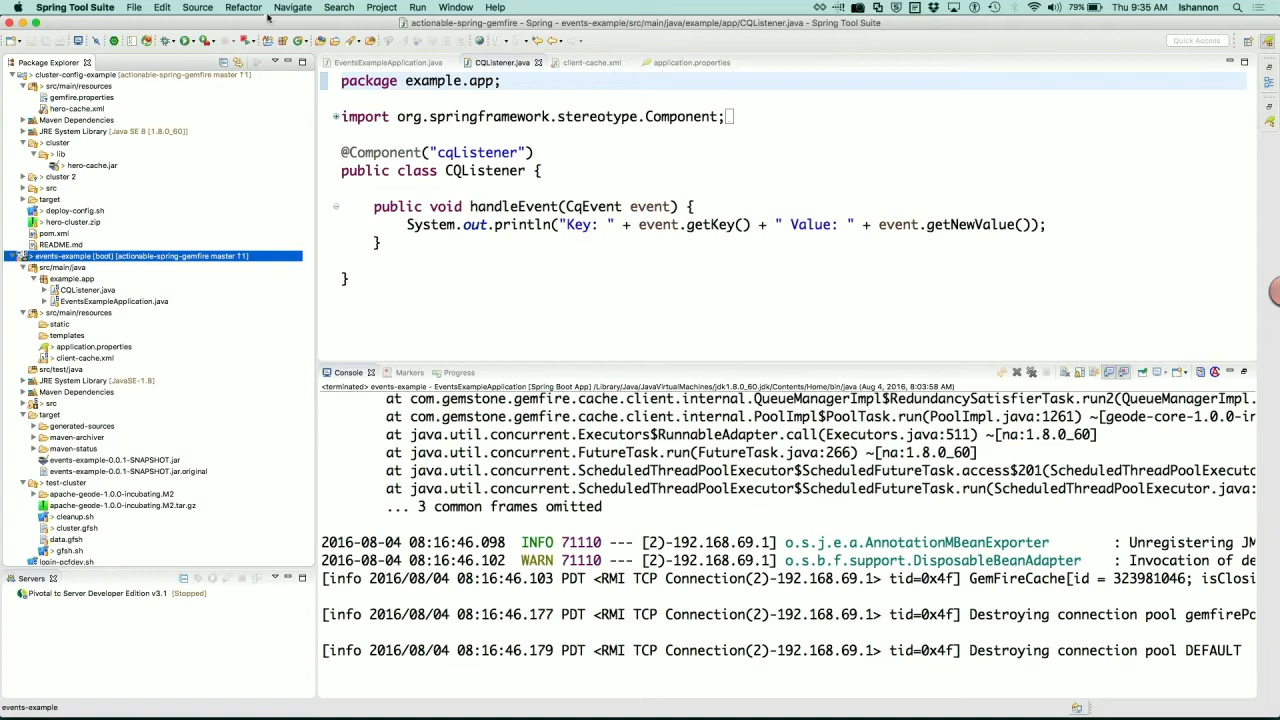 Spring Tool Suite File Edit Source Refactor Navigate Search Project Run Window Help 79% Thu 9:35 AM lshannon
actionable-spring-gemfire - Spring - events-example/src/main/java/example/app/CQListener.java - Spring Tool Suite
Quick Access
Package Explorer
cluster-config-example [actionable-spring-gemfire master ↑1]
src/main/resources
gemfire.properties
hero-cache.xml
Maven Dependencies
JRE System Library [Java SE 8 [1.8.0_60]]
cluster
lib
hero-cache.jar
cluster 2
src
target
deploy-config.sh
hero-cluster.zip
pom.xml
README.md
events-example [boot] [actionable-spring-gemfire master ↑1]
src/main/java
example.app
CQListener.java
EventsExampleApplication.java
src/main/resources
static
templates
application.properties
client-cache.xml
src/test/java
JRE System Library [JavaSE-1.8]
Maven Dependencies
src
target
generated-sources
maven-archiver
maven-status
events-example-0.0.1-SNAPSHOT.jar
events-example-0.0.1-SNAPSHOT.jar.original
test-cluster
apache-geode-1.0.0-incubating.M2
apache-geode-1.0.0-incubating.M2.tar.gz
cleanup.sh
cluster.gfsh
data.gfsh
gfsh.sh
login-pcfdev.sh
Servers
Pivotal tc Server Developer Edition v3.1 [Stopped]
EventsExampleApplication.java CQListener.java client-cache.xml application.properties
package example.app;
import org.springframework.stereotype.Component;
@Component("cqListener")
public class CQListener {
public void handleEvent(CqEvent event) {
System.out.println("Key: " + event.getKey() + " Value: " + event.getNewValue());
}
}
Console Markers Progress
<terminated> events-example - EventsExampleApplication [Spring Boot App] /Library/Java/JavaVirtualMachines/jdk1.8.0_60.jdk/Contents/Home/bin/java (Aug 4, 2016, 8:03:58 AM)
at com.gemstone.gemfire.cache.client.internal.QueueManagerImpl$RedundancySatisfierTask.run2(QueueManagerImpl.
at com.gemstone.gemfire.cache.client.internal.PoolImpl$PoolTask.run(PoolImpl.java:1261) ~[geode-core-1.0.0-in
at java.util.concurrent.Executors$RunnableAdapter.call(Executors.java:511) ~[na:1.8.0_60]
at java.util.concurrent.FutureTask.run(FutureTask.java:266) ~[na:1.8.0_60]
at java.util.concurrent.ScheduledThreadPoolExecutor$ScheduledFutureTask.access$201(ScheduledThreadPoolExecuto
at java.util.concurrent.ScheduledThreadPoolExecutor$ScheduledFutureTask.run(ScheduledThreadPoolExecutor.java:
... 3 common frames omitted
2016-08-04 08:16:46.098 INFO 71110 --- [2)-192.168.69.1] o.s.j.e.a.AnnotationMBeanExporter : Unregistering JM
2016-08-04 08:16:46.102 WARN 71110 --- [2)-192.168.69.1] o.s.b.f.support.DisposableBeanAdapter : Invocation of de
[info 2016/08/04 08:16:46.103 PDT <RMI TCP Connection(2)-192.168.69.1> tid=0x4f] GemFireCache[id = 323981046; isClosi
[info 2016/08/04 08:16:46.177 PDT <RMI TCP Connection(2)-192.168.69.1> tid=0x4f] Destroying connection pool gemfirePo
[info 2016/08/04 08:16:46.179 PDT <RMI TCP Connection(2)-192.168.69.1> tid=0x4f] Destroying connection pool DEFAULT
events-example